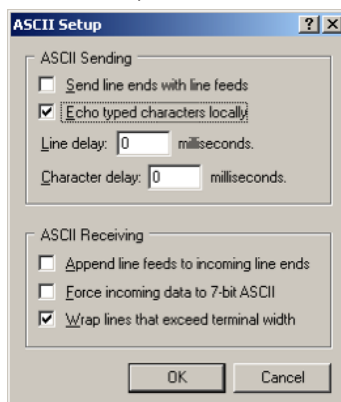 ASCII Setup
ASCII Sending
Send line ends with line feeds
Echo typed characters locally
Line delay: 0 milliseconds.
Character delay: 0 milliseconds.
ASCII Receiving
Append line feeds to incoming line ends
Force incoming data to 7-bit ASCII
Wrap lines that exceed terminal width
OK Cancel